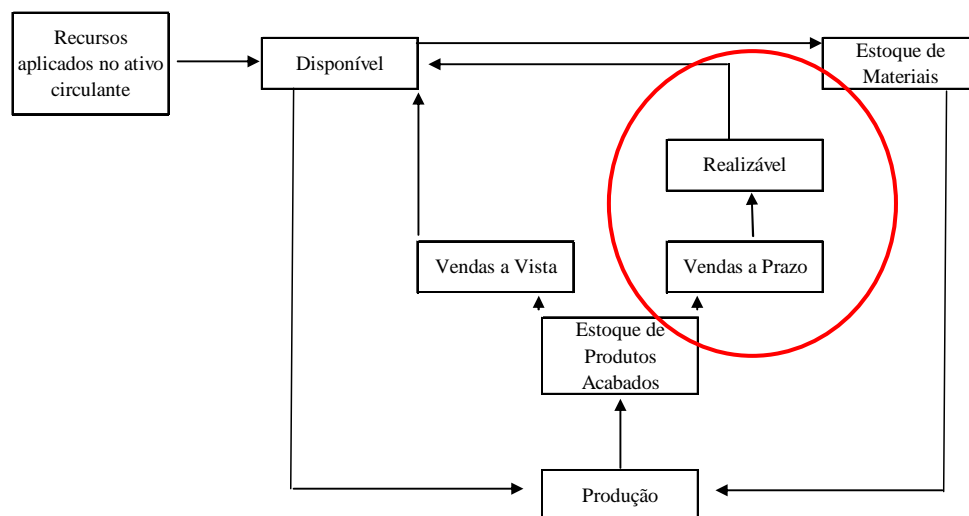 Recursos
aplicados no ativo
circulante
Disponível
Estoque de
Materiais
Realizável
Vendas a Vista
Vendas a Prazo
Estoque de
Produtos
Acabados
Produção